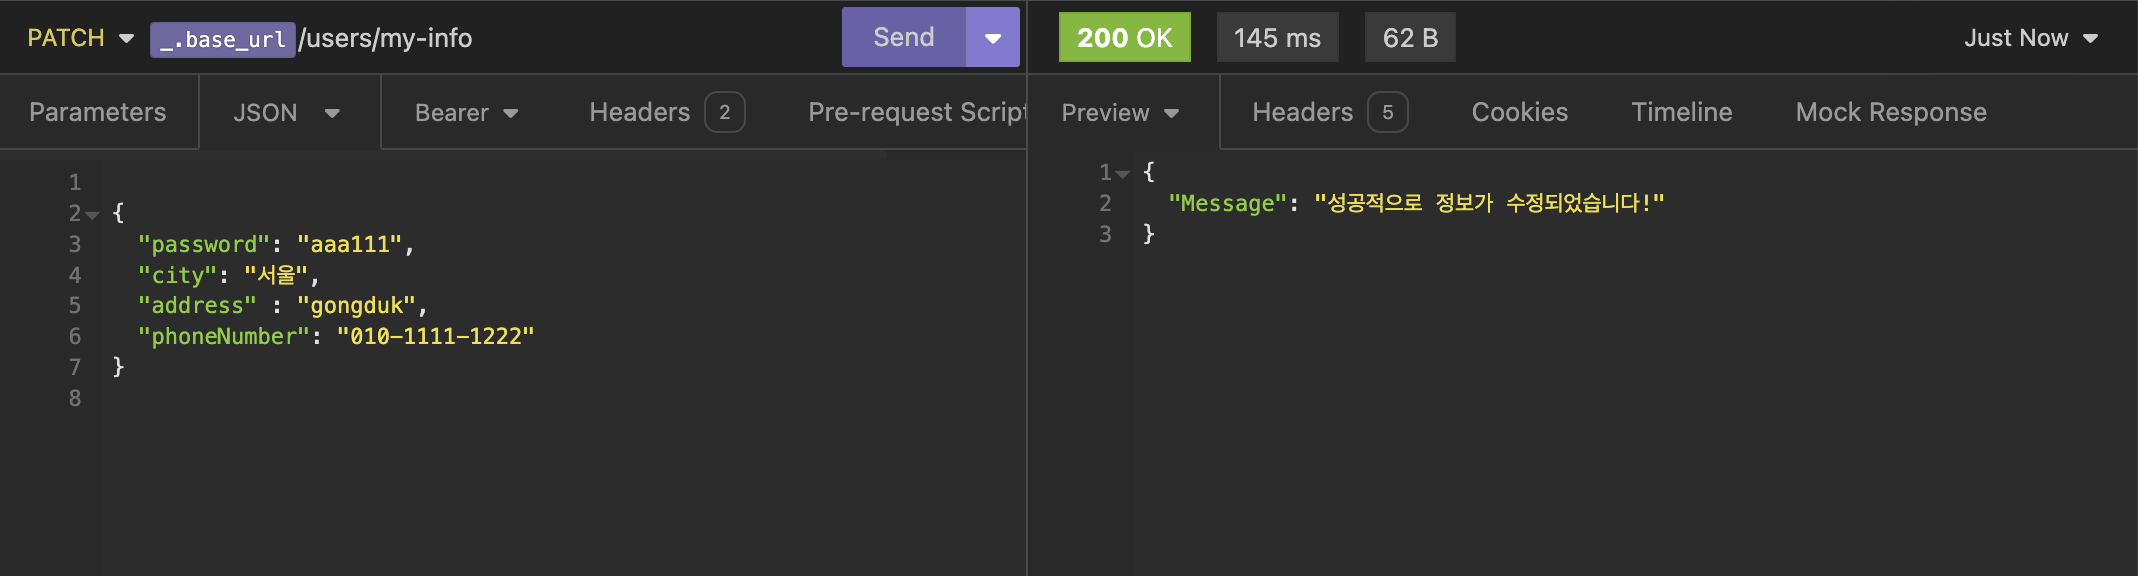 PATCH _.base_url/users/my-info Send
Parameters JSON Bearer Headers 2 Pre-request Script
1
2 {
3 "password": "aaa111",
4 "city": "서울",
5 "address" : "gongduk",
6 "phoneNumber": "010-1111-1222"
7 }
8
200 OK 145 ms 62 B Just Now
Preview Headers 5 Cookies Timeline Mock Response
1 {
2 "Message": "성공적으로 정보가 수정되었습니다!"
3 }